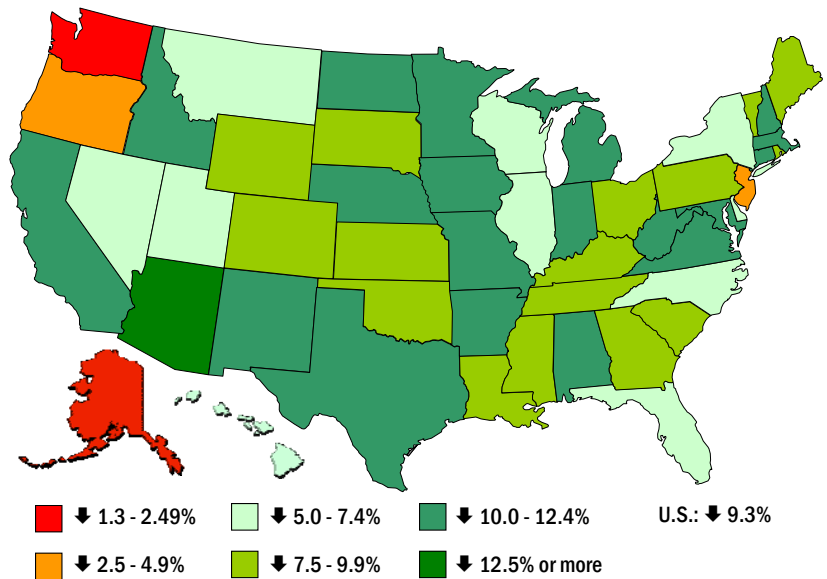 ⬇ 1.3 - 2.49% ⬇ 5.0 - 7.4% ⬇ 10.0 - 12.4% U.S.: ⬇ 9.3%
⬇ 2.5 - 4.9% ⬇ 7.5 - 9.9% ⬇ 12.5% or more